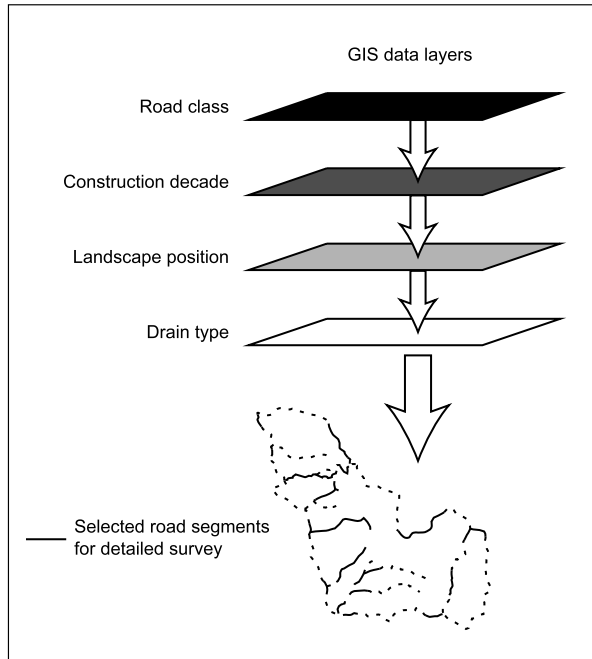 GIS data layers
Road class
Construction decade
Landscape position
Drain type
Selected road segments
for detailed survey